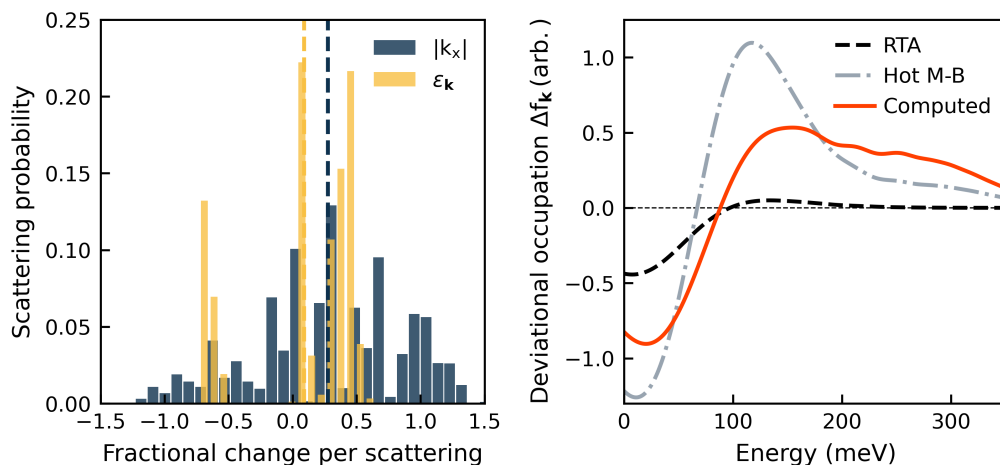 0.25
0.20
0.15
0.10
0.05
0.00
Scattering probability
|kₓ|
εₖ
−1.5 −1.0 −0.5 0.0 0.5 1.0 1.5
Fractional change per scattering
1.0
0.5
0.0
−0.5
−1.0
Deviational occupation Δfₖ (arb.)
RTA
Hot M-B
Computed
0 100 200 300
Energy (meV)